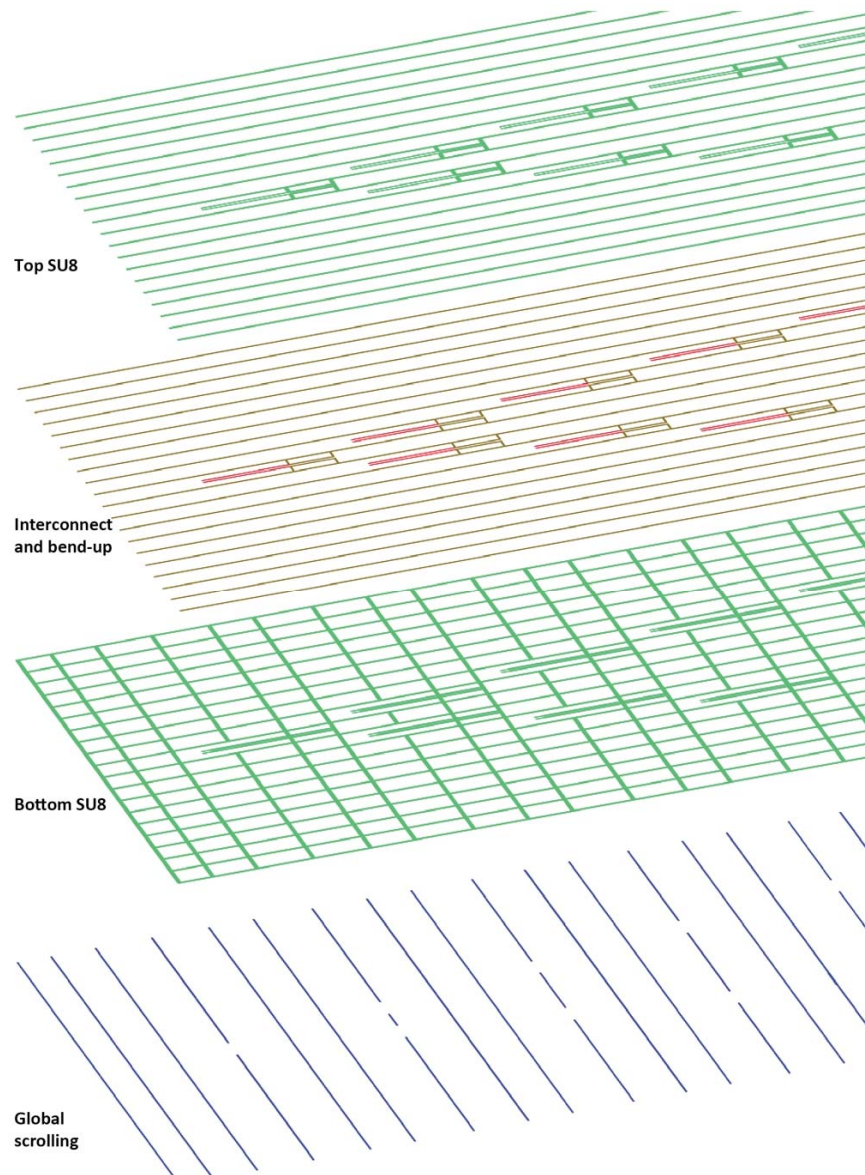 Top SU8
Interconnect
and bend-up
Bottom SU8
Global
scrolling